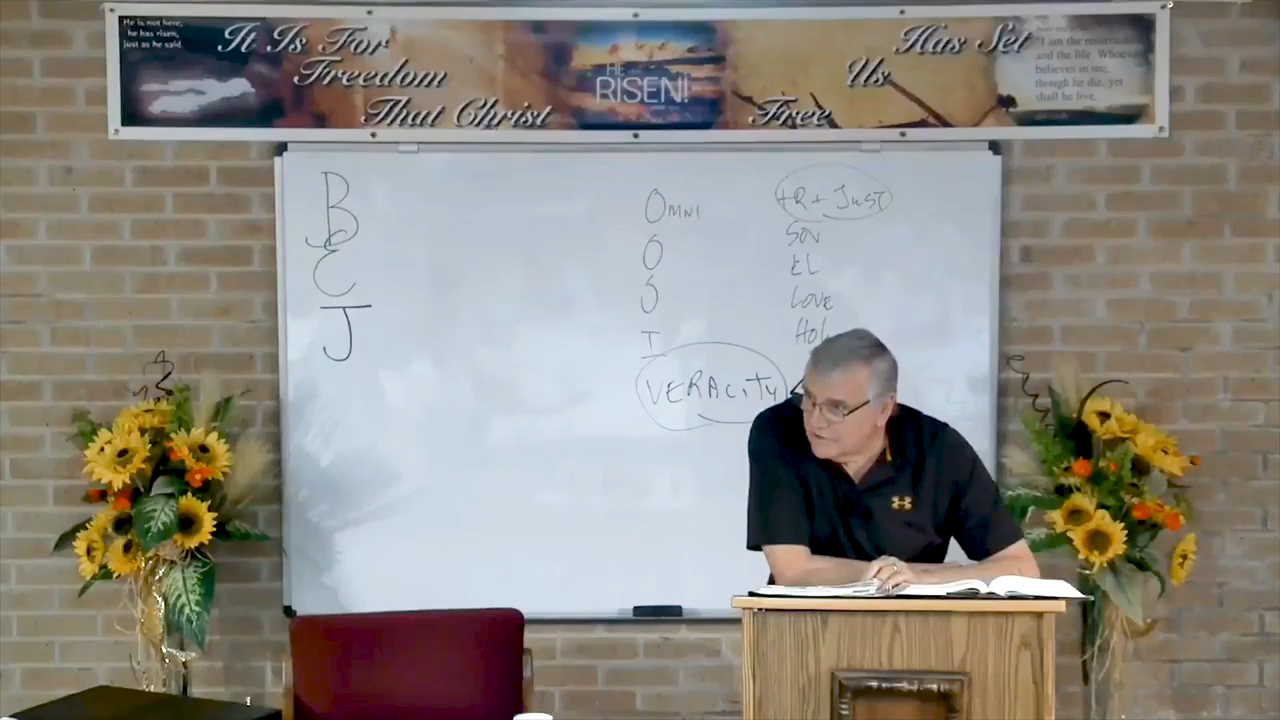 He is not here;
he has risen,
just as he said.
It Is For
Freedom
That Christ
HE
RISEN!
Has Set
Us
Free
"I am the resurrection
and the life. Whoever
believes in me,
though he die, yet
shall he live.
B
C
J
OMNI
O
S
I
VERACITY
+R + JUST
SOV
EL
LOVE
HOL